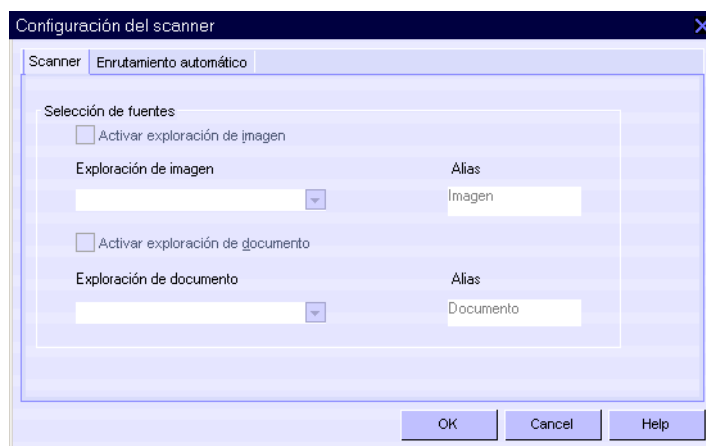 Configuración del scanner
Scanner Enrutamiento automático
Selección de fuentes
Activar exploración de imagen
Exploración de imagen Alias
Imagen
Activar exploración de documento
Exploración de documento Alias
Documento
OK Cancel Help